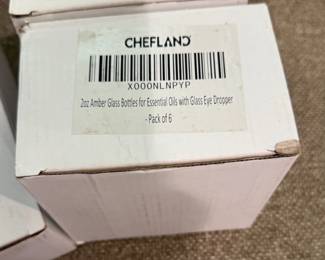 CHEFLAND
X000NLNPYP
2oz Amber Glass Bottles for Essential Oils with Glass Eye Dropper
- Pack of 6